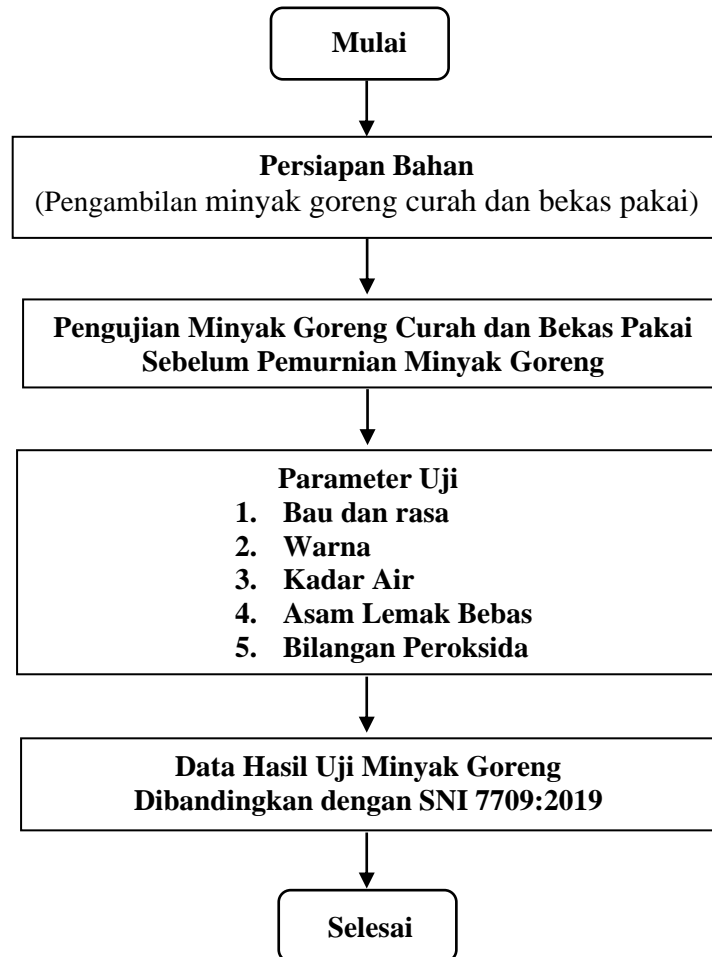 Mulai
Persiapan Bahan
(Pengambilan minyak goreng curah dan bekas pakai)
Pengujian Minyak Goreng Curah dan Bekas Pakai
Sebelum Pemurnian Minyak Goreng
Parameter Uji
1. Bau dan rasa
2. Warna
3. Kadar Air
4. Asam Lemak Bebas
5. Bilangan Peroksida
Data Hasil Uji Minyak Goreng
Dibandingkan dengan SNI 7709:2019
Selesai